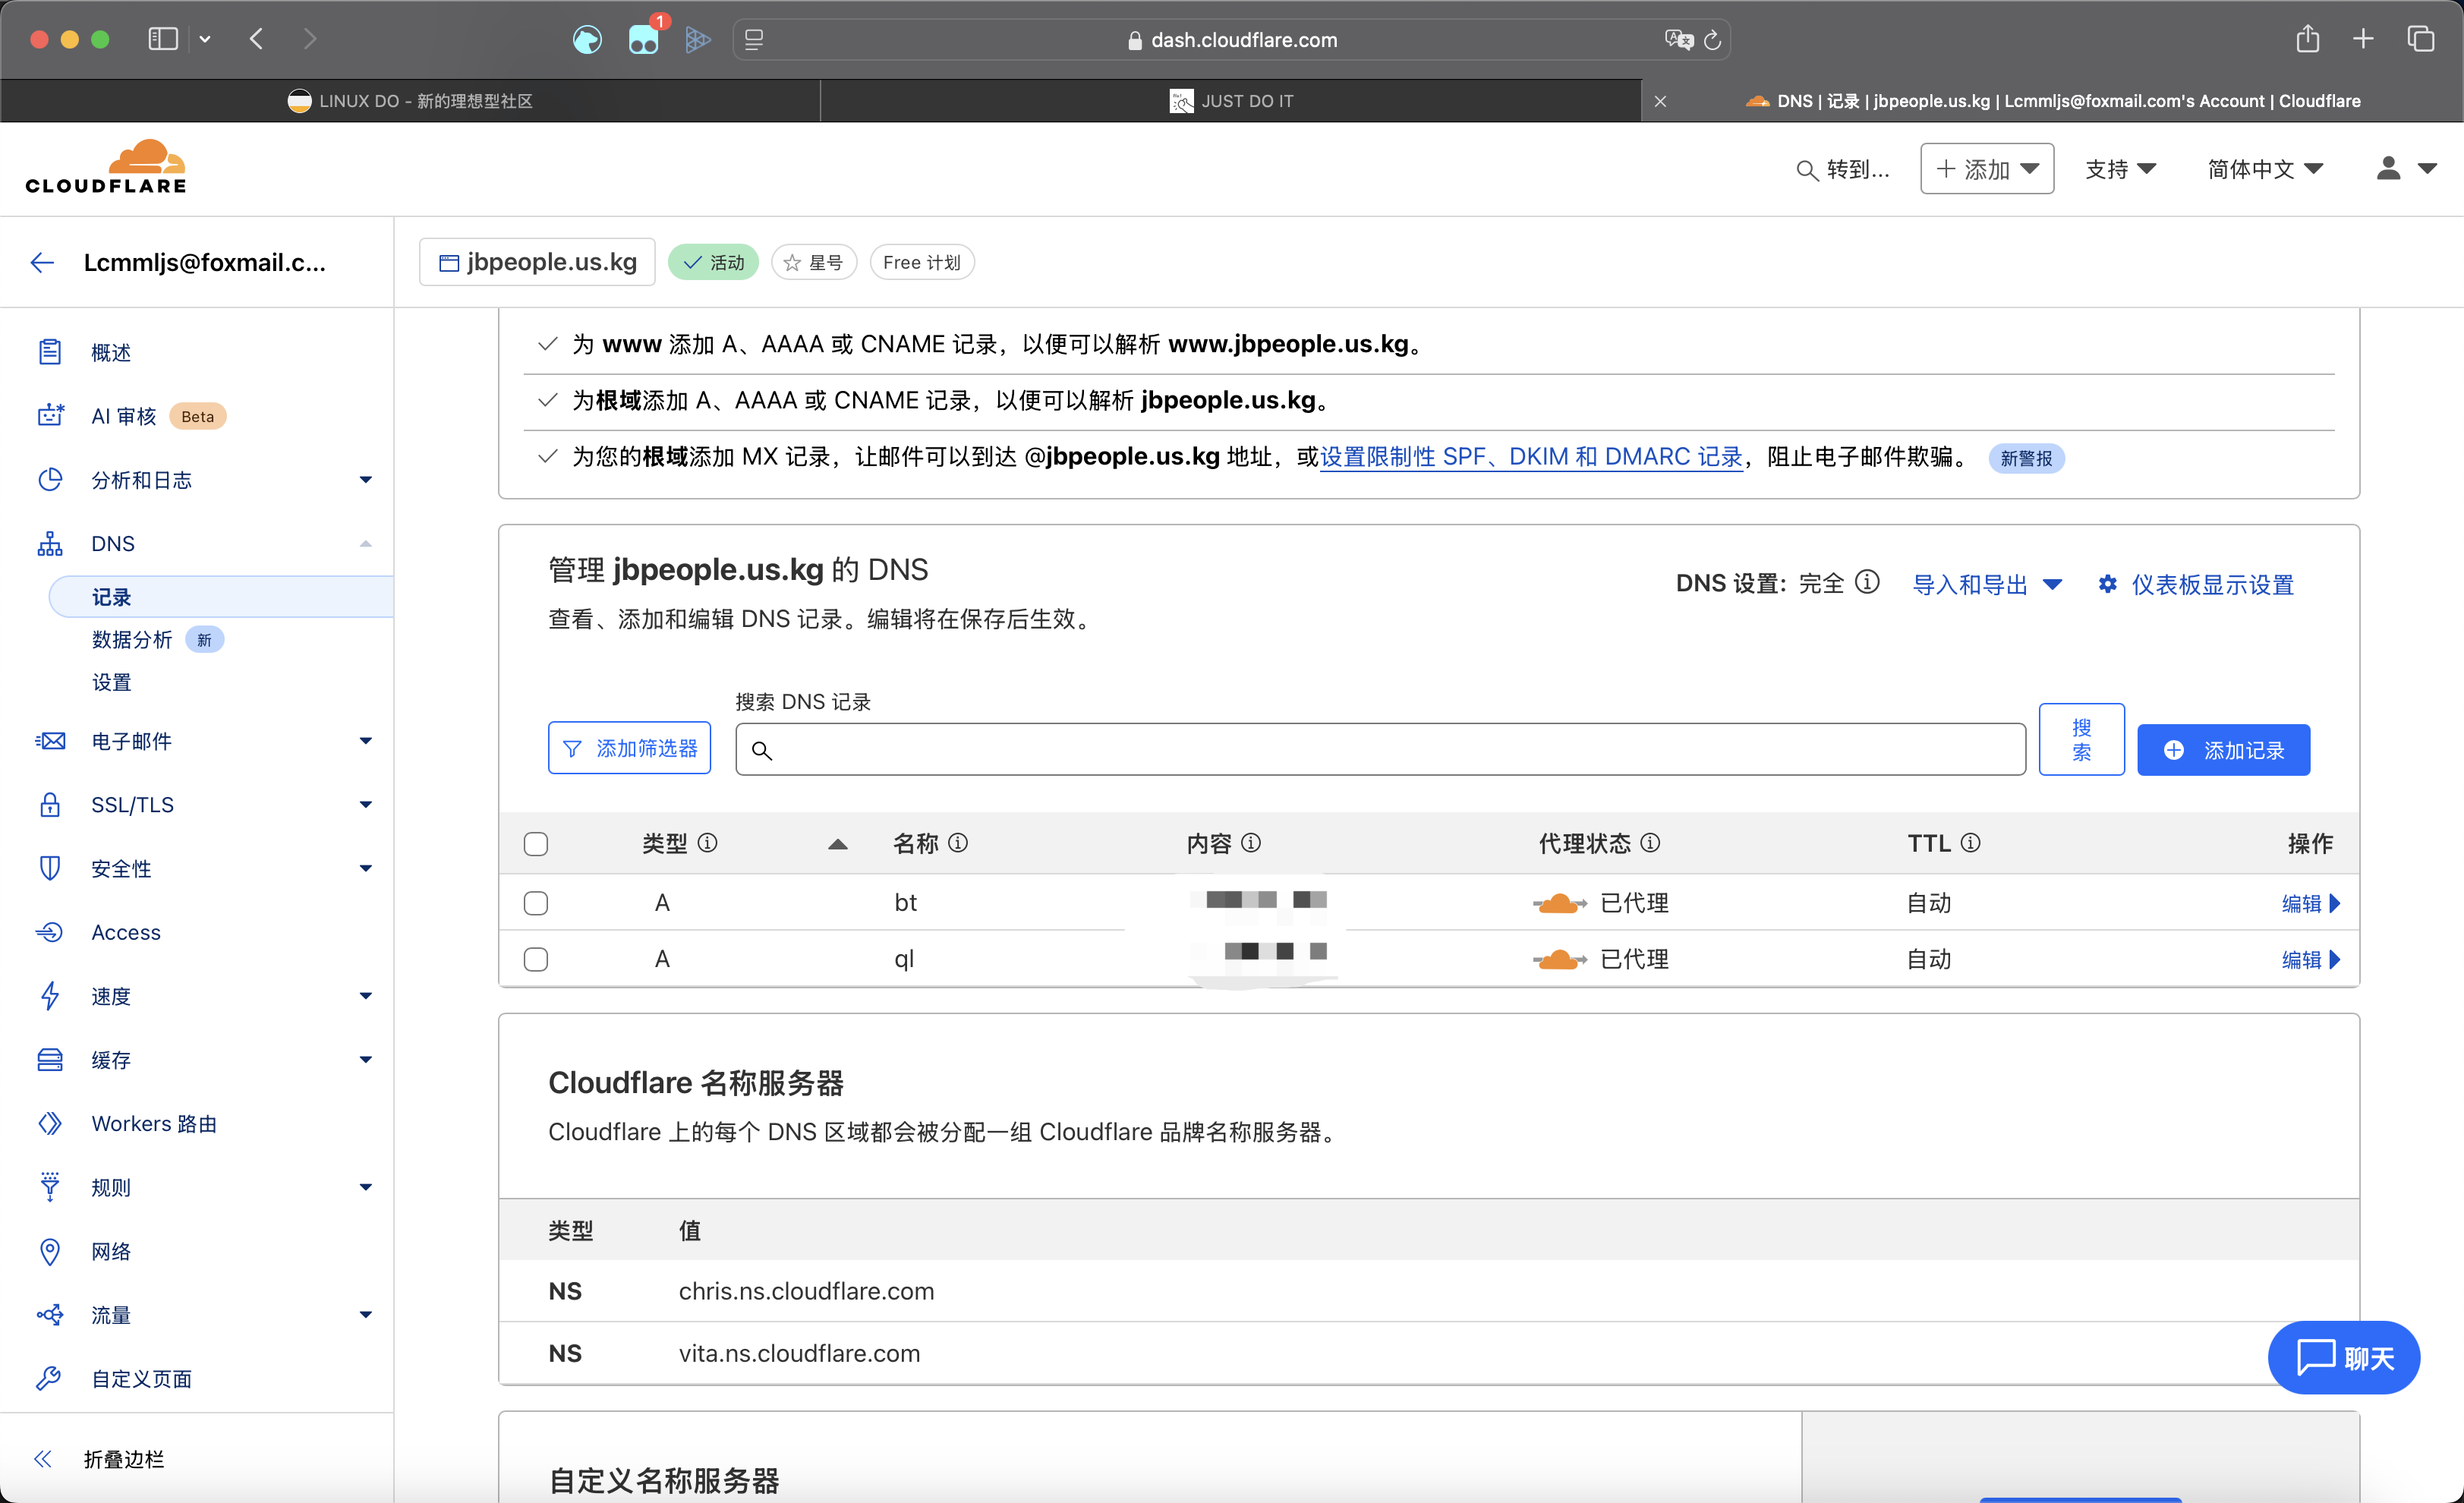 1
dash.cloudflare.com
LINUX DO - 新的理想型社区
JUST DO IT
DNS | 记录 | jbpeople.us.kg | Lcmmljs@foxmail.com's Account | Cloudflare
CLOUDFLARE
转到...
添加
支持
简体中文
Lcmmljs@foxmail.c...
jbpeople.us.kg
活动
星号
Free 计划
概述
AI 审核 Beta
分析和日志
DNS
记录
数据分析 新
设置
电子邮件
SSL/TLS
安全性
Access
速度
缓存
Workers 路由
规则
网络
流量
自定义页面
折叠边栏
为 www 添加 A、AAAA 或 CNAME 记录，以便可以解析 www.jbpeople.us.kg。
为根域添加 A、AAAA 或 CNAME 记录，以便可以解析 jbpeople.us.kg。
为您的根域添加 MX 记录，让邮件可以到达 @jbpeople.us.kg 地址，或设置限制性 SPF、DKIM 和 DMARC 记录，阻止电子邮件欺骗。 新警报
管理 jbpeople.us.kg 的 DNS
查看、添加和编辑 DNS 记录。编辑将在保存后生效。
DNS 设置: 完全
导入和导出
仪表板显示设置
搜索 DNS 记录
添加筛选器
搜
索
添加记录
类型 名称 内容 代理状态 TTL 操作
A bt 已代理 自动 编辑
A ql 已代理 自动 编辑
Cloudflare 名称服务器
Cloudflare 上的每个 DNS 区域都会被分配一组 Cloudflare 品牌名称服务器。
类型 值
NS chris.ns.cloudflare.com
NS vita.ns.cloudflare.com
聊天
自定义名称服务器